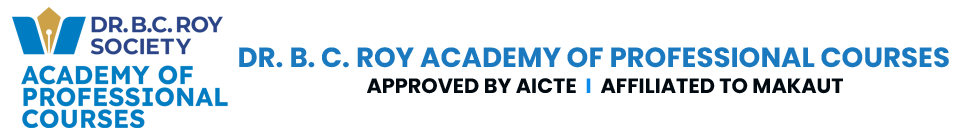 DR. B.C. ROY
SOCIETY
ACADEMY OF
PROFESSIONAL
COURSES
DR. B. C. ROY ACADEMY OF PROFESSIONAL COURSES
APPROVED BY AICTE I AFFILIATED TO MAKAUT